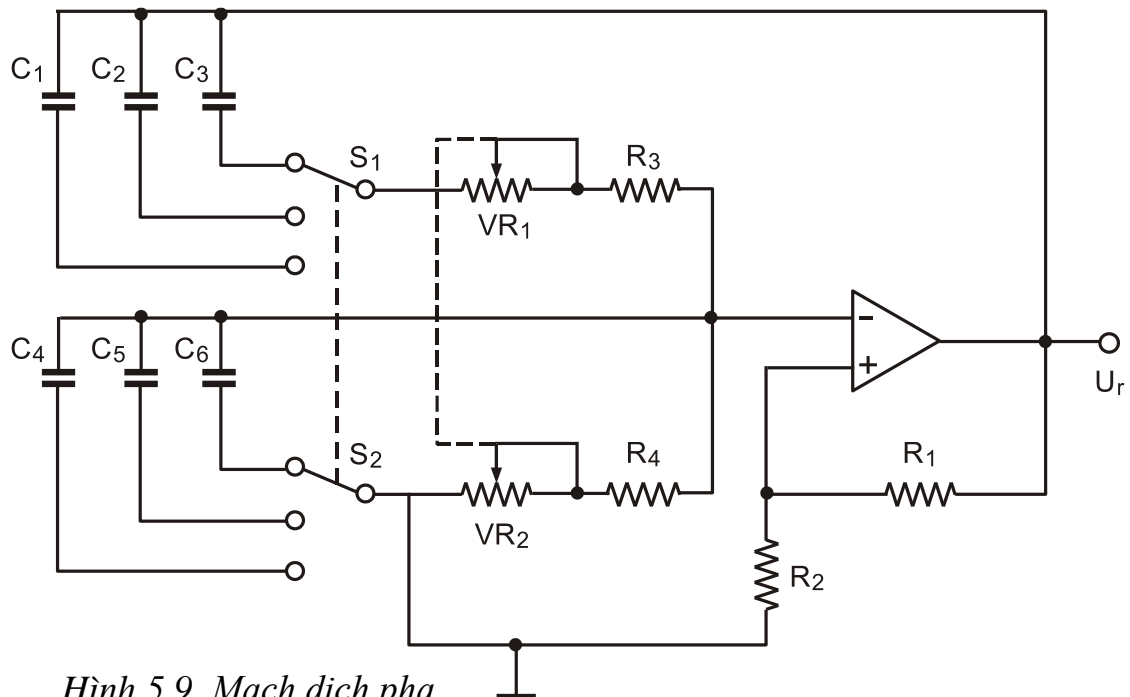 C1 C2 C3
S1
R3
VR1
C4 C5 C6
−
+
Ur
S2
R4
R1
VR2
R2
Hình 5.9. Mạch dịch pha